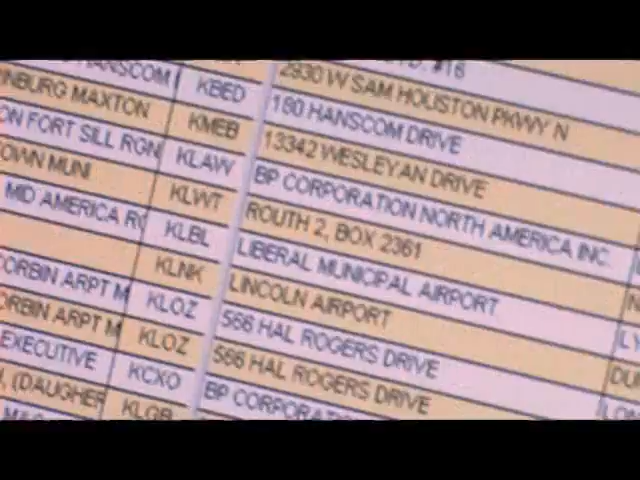 2930 W SAM HOUSTON PKWY N
HANSCOM KBED 180 HANSCOM DRIVE
INBURG MAXTON KMEB 13342 WESLEYAN DRIVE
ON FORT SILL RGN KLAW BP CORPORATION NORTH AMERICA INC.
OWN MUNI KLWT ROUTH 2, BOX 2361
MID AMERICA KLBL LIBERAL MUNICIPAL AIRPORT
KLNK LINCOLN AIRPORT
CORBIN ARPT M KLOZ 566 HAL ROGERS DRIVE
ORBIN ARPT M KLOZ 566 HAL ROGERS DRIVE
EXECUTIVE KCXO BP CORPORATION
(DAUGHER KLGB